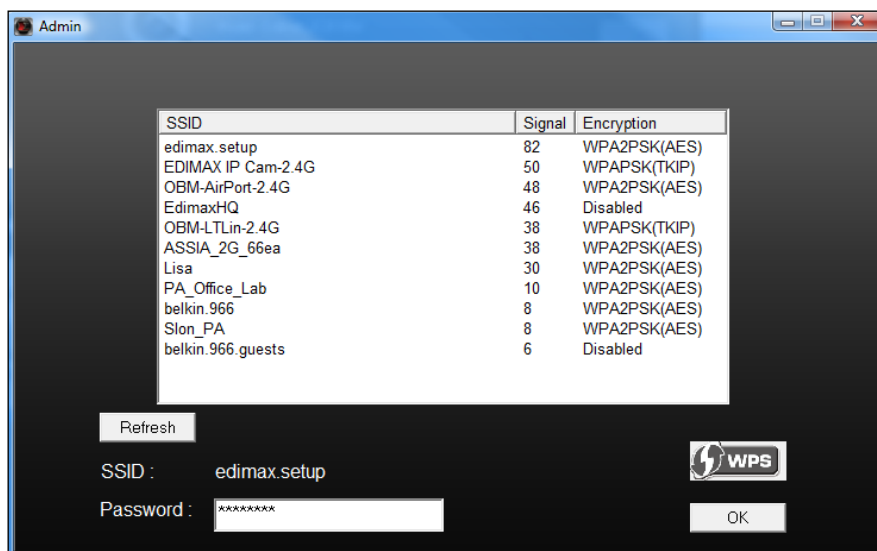 Admin
SSID Signal Encryption
edimax.setup 82 WPA2PSK(AES)
EDIMAX IP Cam-2.4G 50 WPAPSK(TKIP)
OBM-AirPort-2.4G 48 WPA2PSK(AES)
EdimaxHQ 46 Disabled
OBM-LTLin-2.4G 38 WPAPSK(TKIP)
ASSIA_2G_66ea 38 WPA2PSK(AES)
Lisa 30 WPA2PSK(AES)
PA_Office_Lab 10 WPA2PSK(AES)
belkin.966 8 WPA2PSK(AES)
Slon_PA 8 WPA2PSK(AES)
belkin.966.guests 6 Disabled
Refresh
SSID : edimax.setup
WPS
Password : ********
OK